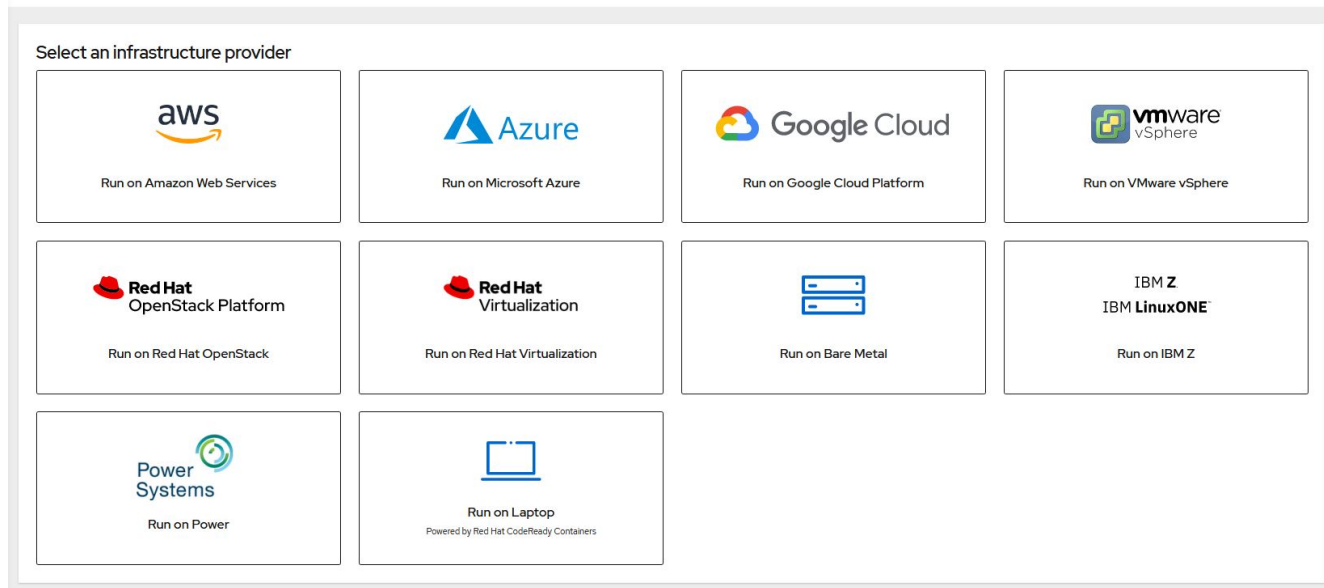 Select an infrastructure provider
aws
Run on Amazon Web Services
Azure
Run on Microsoft Azure
Google Cloud
Run on Google Cloud Platform
vmware
vSphere
Run on VMware vSphere
Red Hat
OpenStack Platform
Run on Red Hat OpenStack
Red Hat
Virtualization
Run on Red Hat Virtualization
Run on Bare Metal
IBM Z
IBM LinuxONE
Run on IBM Z
Power
Systems
Run on Power
Run on Laptop
Powered by Red Hat CodeReady Containers